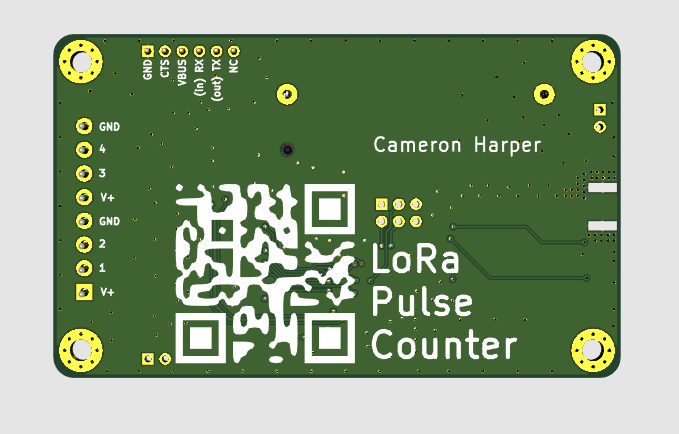 GND
CTS
VBUS
(in) RX
(out) TX
NC
GND
4
3
V+
GND
2
1
V+
Cameron Harper
LoRa
Pulse
Counter